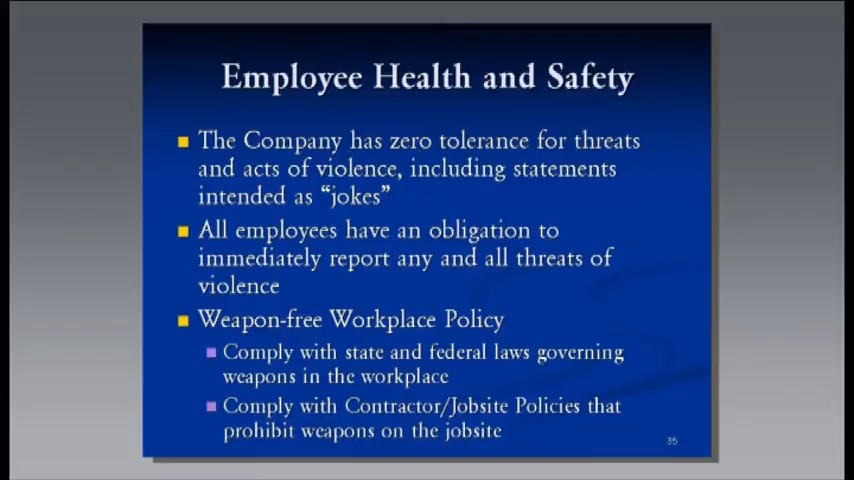 Employee Health and Safety
The Company has zero tolerance for threats
and acts of violence, including statements
intended as “jokes”
All employees have an obligation to
immediately report any and all threats of
violence
Weapon-free Workplace Policy
Comply with state and federal laws governing
weapons in the workplace
Comply with Contractor/Jobsite Policies that
prohibit weapons on the jobsite
35